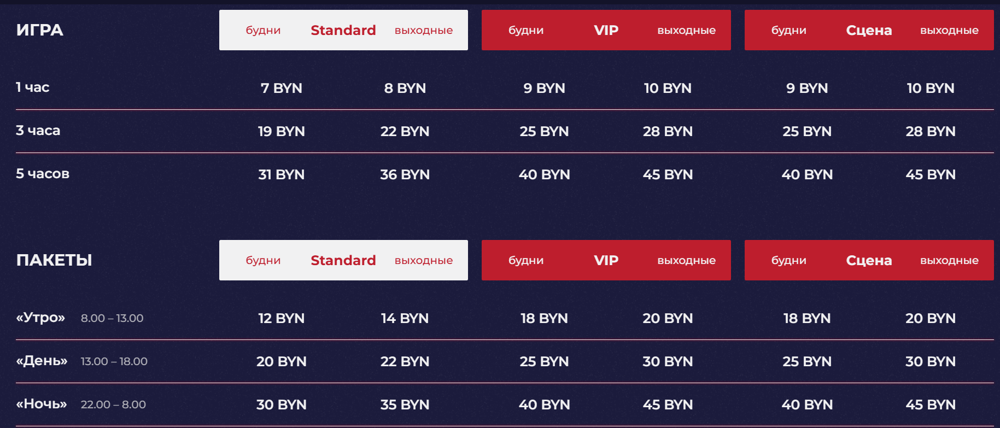 ИГРА будни Standard выходные будни VIP выходные будни Сцена выходные
1 час 7 BYN 8 BYN 9 BYN 10 BYN 9 BYN 10 BYN
3 часа 19 BYN 22 BYN 25 BYN 28 BYN 25 BYN 28 BYN
5 часов 31 BYN 36 BYN 40 BYN 45 BYN 40 BYN 45 BYN
ПАКЕТЫ будни Standard выходные будни VIP выходные будни Сцена выходные
«Утро» 8.00 – 13.00 12 BYN 14 BYN 18 BYN 20 BYN 18 BYN 20 BYN
«День» 13.00 – 18.00 20 BYN 22 BYN 25 BYN 30 BYN 25 BYN 30 BYN
«Ночь» 22.00 – 8.00 30 BYN 35 BYN 40 BYN 45 BYN 40 BYN 45 BYN